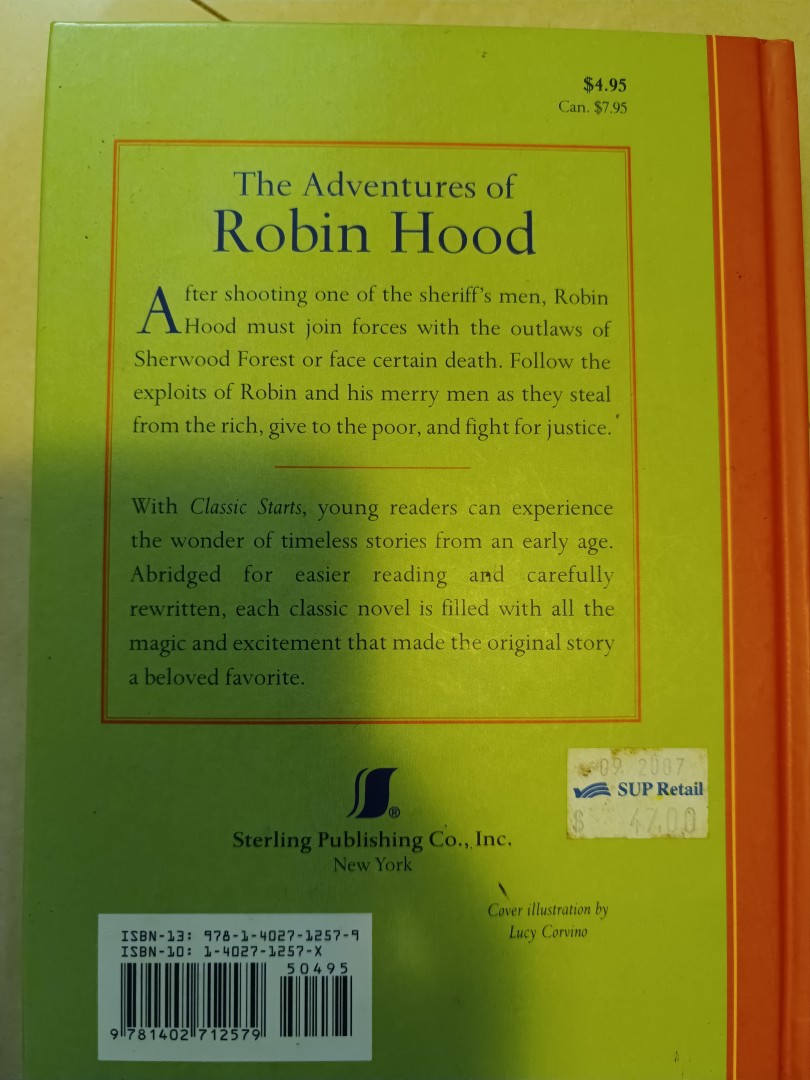 $4.95
Can. $7.95
The Adventures of
Robin Hood
After shooting one of the sheriff's men, Robin
Hood must join forces with the outlaws of
Sherwood Forest or face certain death. Follow the
exploits of Robin and his merry men as they steal
from the rich, give to the poor, and fight for justice.
With Classic Starts, young readers can experience
the wonder of timeless stories from an early age.
Abridged for easier reading and carefully
rewritten, each classic novel is filled with all the
magic and excitement that made the original story
a beloved favorite.
®
Sterling Publishing Co., Inc.
New York
09 2007
SUP Retail
$ 47.00
Cover illustration by
Lucy Corvino
ISBN-13: 978-1-4027-1257-9
ISBN-10: 1-4027-1257-X
50495
9 781402 712579